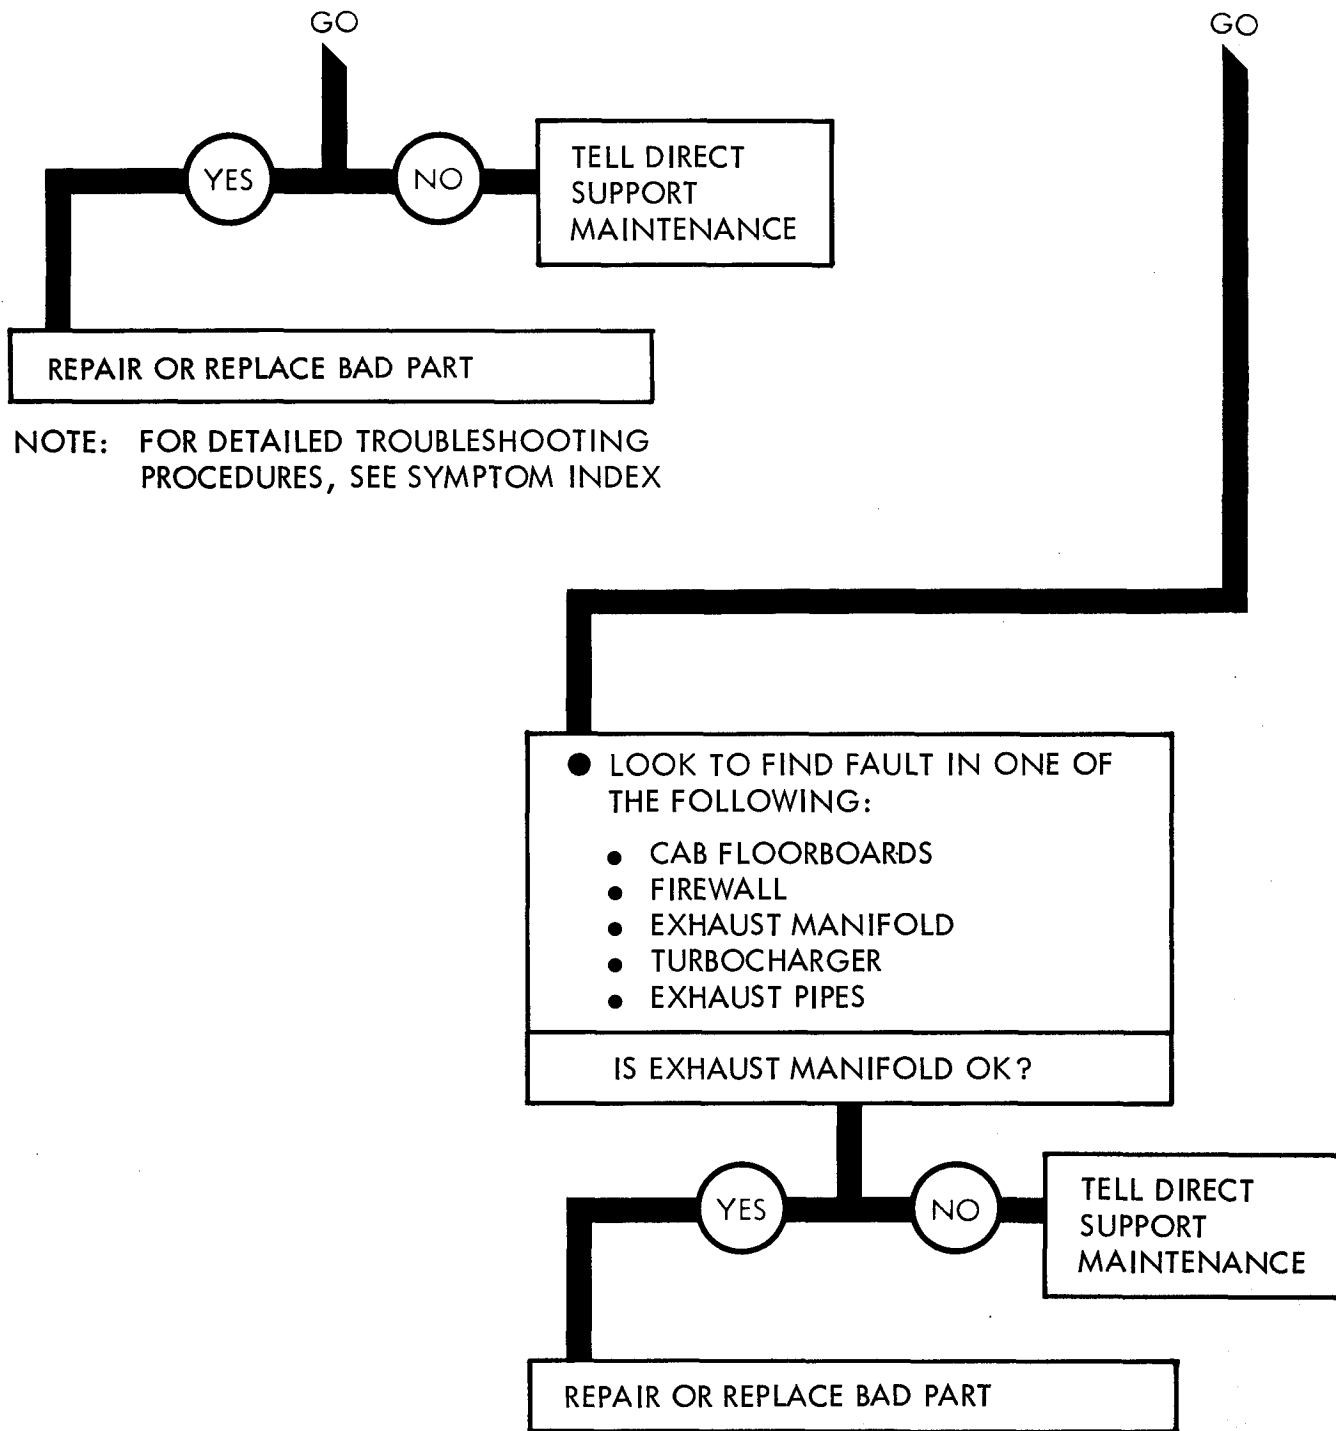 GO
GO
YES
NO
TELL DIRECT
SUPPORT
MAINTENANCE
REPAIR OR REPLACE BAD PART
NOTE: FOR DETAILED TROUBLESHOOTING
PROCEDURES, SEE SYMPTOM INDEX
● LOOK TO FIND FAULT IN ONE OF
THE FOLLOWING:
● CAB FLOORBOARDS
● FIREWALL
● EXHAUST MANIFOLD
● TURBOCHARGER
● EXHAUST PIPES
IS EXHAUST MANIFOLD OK?
YES
NO
TELL DIRECT
SUPPORT
MAINTENANCE
REPAIR OR REPLACE BAD PART